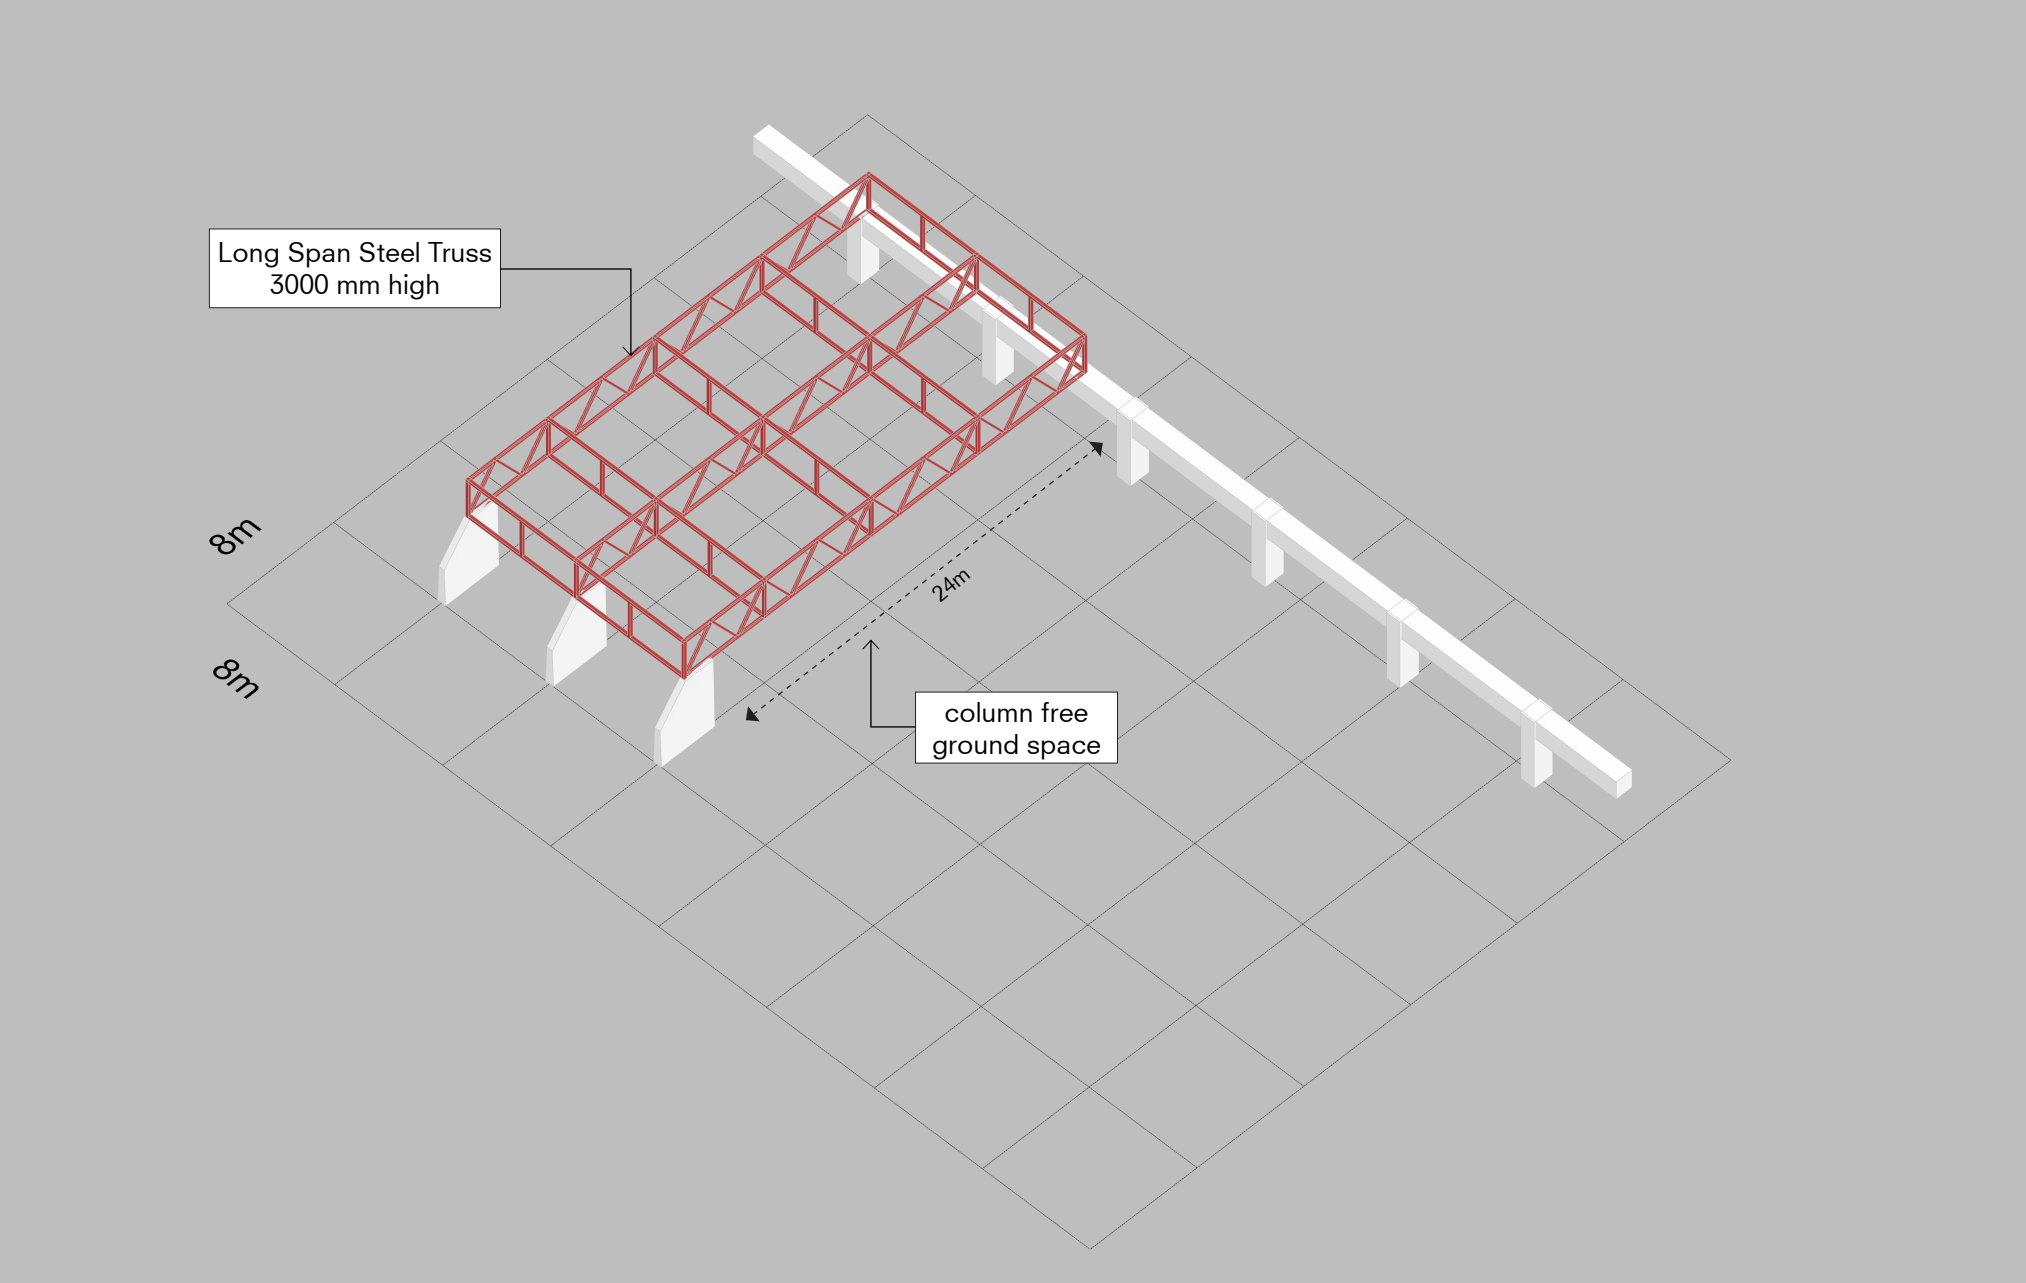 Long Span Steel Truss
3000 mm high
8m
8m
24m
column free
ground space